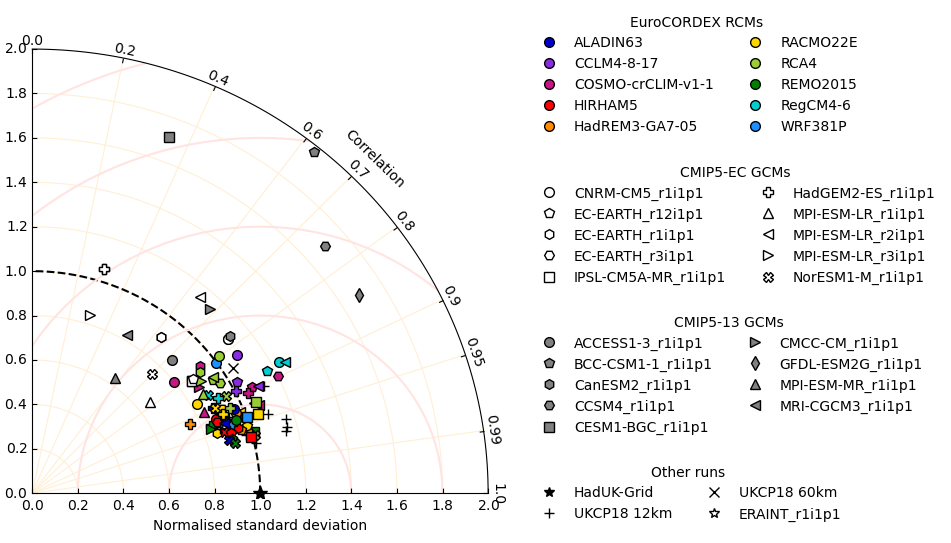 0.0
0.2
0.4
0.6
0.7
0.8
0.9
0.95
0.99
1.0
Correlation
2.0
1.8
1.6
1.4
1.2
1.0
0.8
0.6
0.4
0.2
0.0
0.0 0.2 0.4 0.6 0.8 1.0 1.2 1.4 1.6 1.8 2.0
Normalised standard deviation
EuroCORDEX RCMs
ALADIN63 RACMO22E
CCLM4-8-17 RCA4
COSMO-crCLIM-v1-1 REMO2015
HIRHAM5 RegCM4-6
HadREM3-GA7-05 WRF381P
CMIP5-EC GCMs
CNRM-CM5_r1i1p1 HadGEM2-ES_r1i1p1
EC-EARTH_r12i1p1 MPI-ESM-LR_r1i1p1
EC-EARTH_r1i1p1 MPI-ESM-LR_r2i1p1
EC-EARTH_r3i1p1 MPI-ESM-LR_r3i1p1
IPSL-CM5A-MR_r1i1p1 NorESM1-M_r1i1p1
CMIP5-13 GCMs
ACCESS1-3_r1i1p1 CMCC-CM_r1i1p1
BCC-CSM1-1_r1i1p1 GFDL-ESM2G_r1i1p1
CanESM2_r1i1p1 MPI-ESM-MR_r1i1p1
CCSM4_r1i1p1 MRI-CGCM3_r1i1p1
CESM1-BGC_r1i1p1
Other runs
HadUK-Grid UKCP18 60km
UKCP18 12km ERAINT_r1i1p1